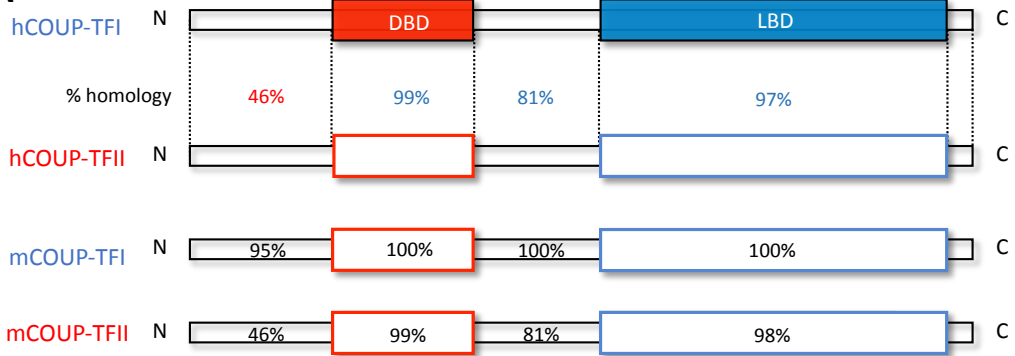 hCOUP-TFI N DBD LBD C
% homology 46% 99% 81% 97%
hCOUP-TFII N C
mCOUP-TFI N 95% 100% 100% 100% C
mCOUP-TFII N 46% 99% 81% 98% C